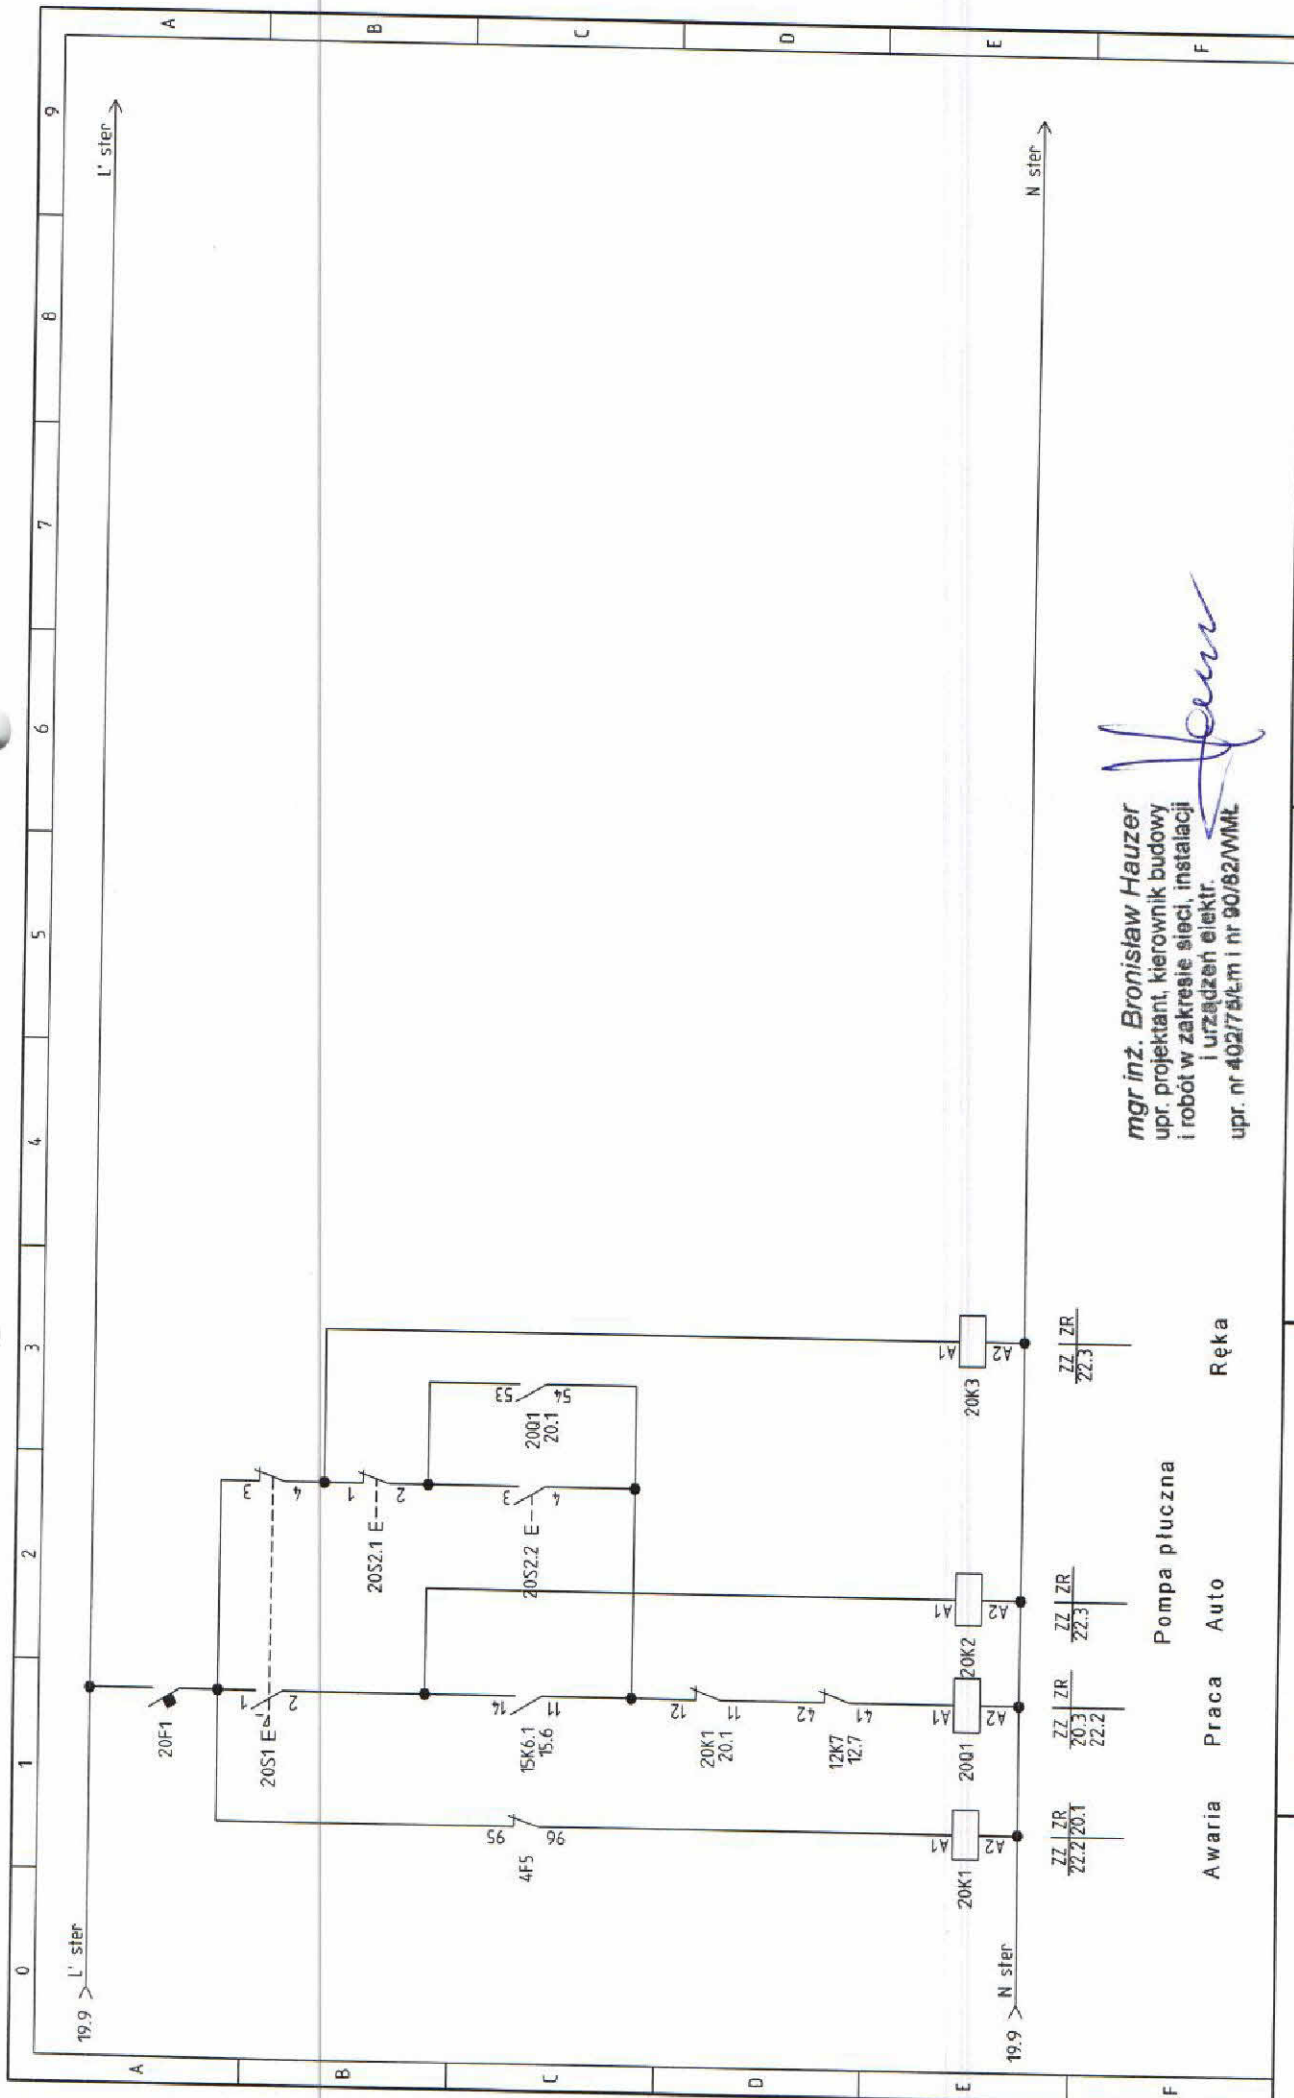 0 1 2 3 4 5 6 7 8 9
A A
B B
C C
D D
E E
F F
19.9 L' ster
L' ster
20F1
20S1 E
1
2
3
4
20S2.1 E
1
2
20S2.2 E
3
4
53
54
20Q1
20.1
4F5
95
96
15K6.1
15.6
14
11
20K1
20.1
12
11
12K7
12.7
42
41
20K1
A1
A2
20Q1
A1
A2
20K2
A1
A2
20K3
A1
A2
19.9 N ster
N ster
ZZ ZR
22.2 20.1
ZZ ZR
20.3
22.2
ZZ ZR
22.3
ZZ ZR
22.3
Pompa płuczna
Awaria Praca Auto Ręka
mgr inż. Bronisław Hauzer
upr. projektant, kierownik budowy
i robót w zakresie sieci, instalacji
i urządzeń elektr.
upr. nr 402/75/Łm i nr 90/82/WMŁ